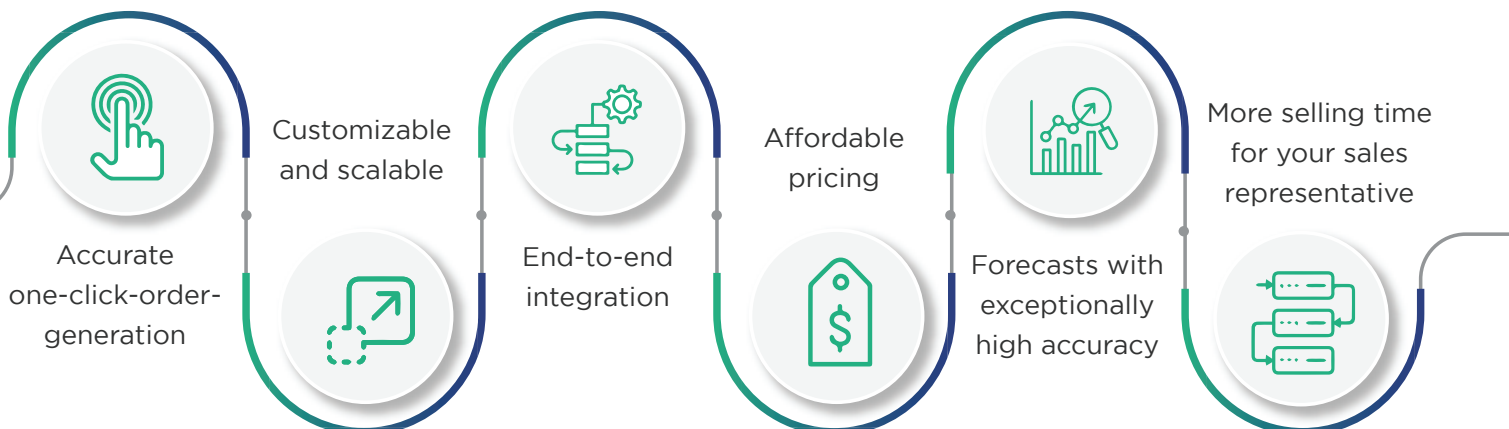 Accurate
one-click-order-
generation
Customizable
and scalable
End-to-end
integration
Affordable
pricing
Forecasts with
exceptionally
high accuracy
More selling time
for your sales
representative
$